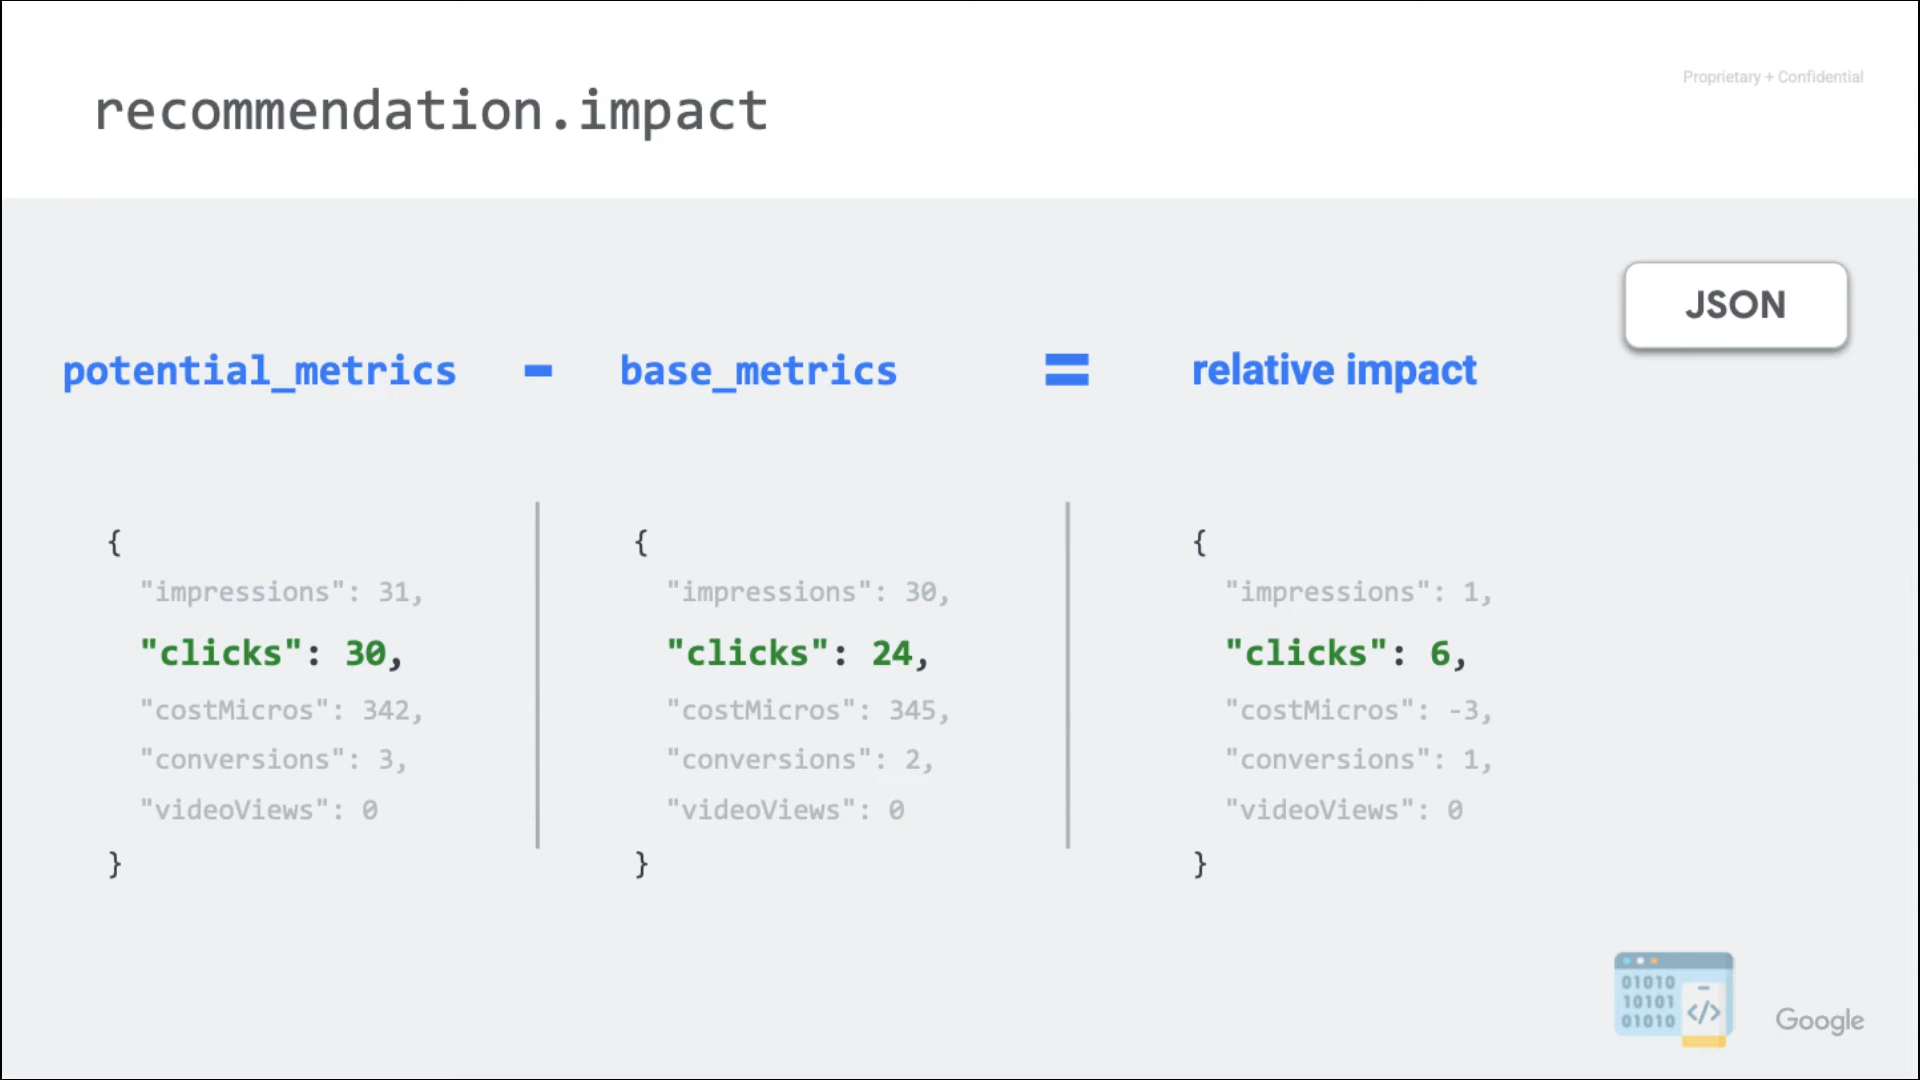 Proprietary + Confidential
recommendation.impact
JSON
potential_metrics - base_metrics = relative impact
{
"impressions": 31,
"clicks": 30,
"costMicros": 342,
"conversions": 3,
"videoViews": 0
}
{
"impressions": 30,
"clicks": 24,
"costMicros": 345,
"conversions": 2,
"videoViews": 0
}
{
"impressions": 1,
"clicks": 6,
"costMicros": -3,
"conversions": 1,
"videoViews": 0
}
01010
10101
01010
</>
Google